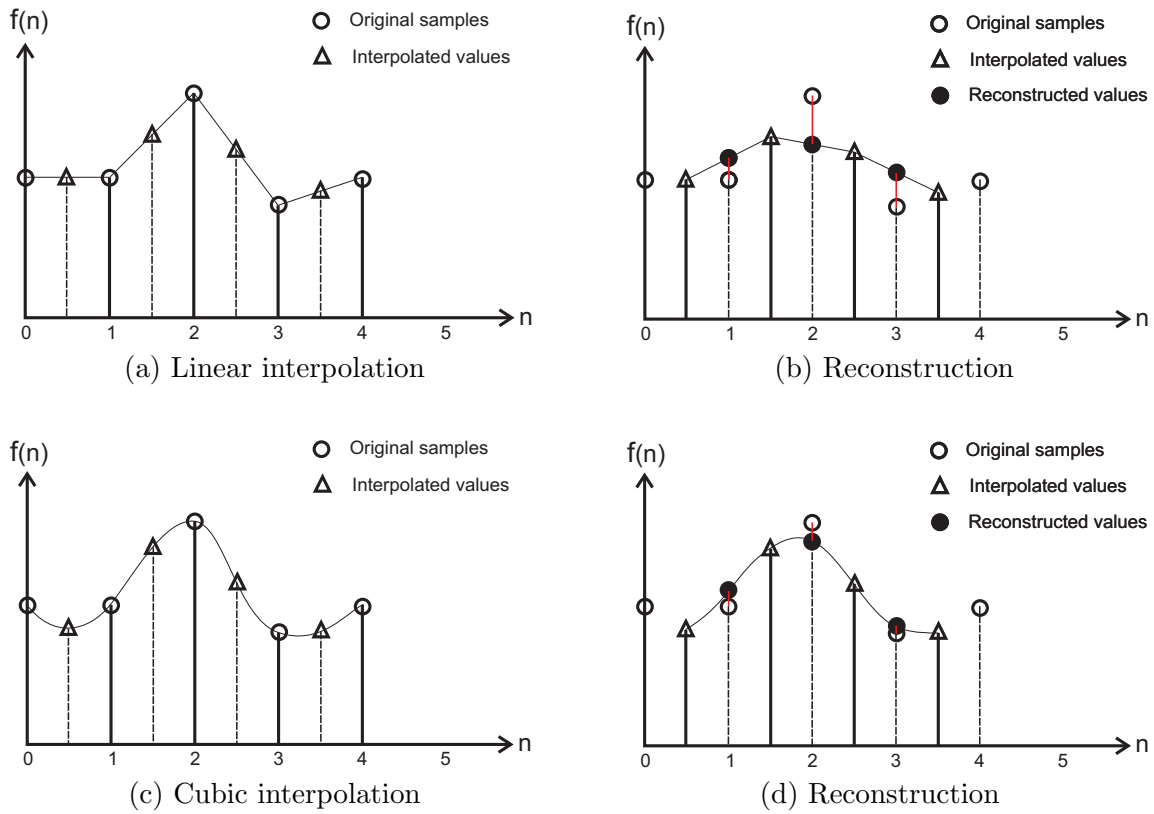 f(n)
Original samples
Interpolated values
0 1 2 3 4 5 n
(a) Linear interpolation
f(n)
Original samples
Interpolated values
Reconstructed values
0 1 2 3 4 5 n
(b) Reconstruction
f(n)
Original samples
Interpolated values
0 1 2 3 4 5 n
(c) Cubic interpolation
f(n)
Original samples
Interpolated values
Reconstructed values
0 1 2 3 4 5 n
(d) Reconstruction